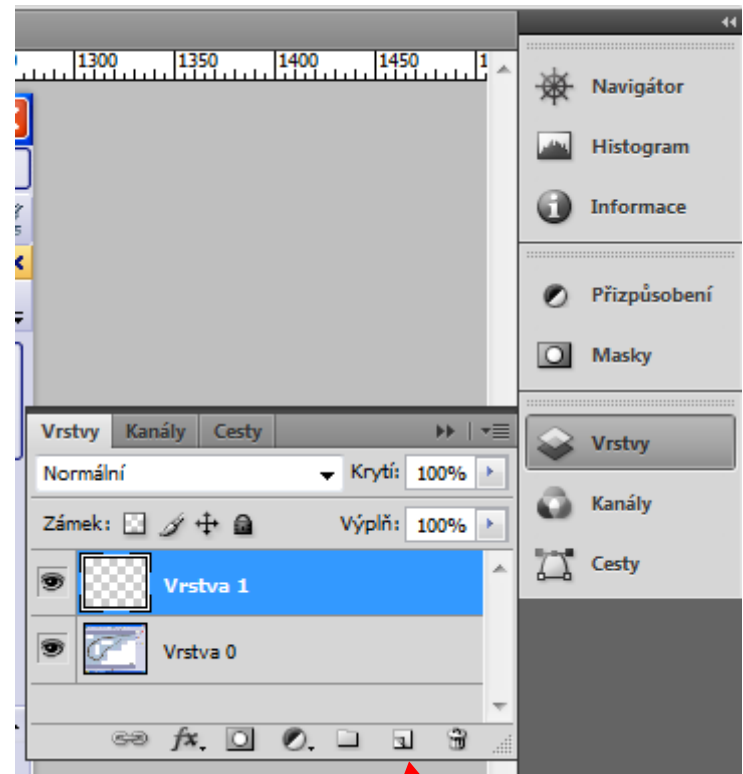 1300 1350 1400 1450 1
Navigátor
Histogram
Informace
Přizpůsobení
Masky
Vrstvy
Kanály
Cesty
Vrstvy Kanály Cesty
Normální Krytí: 100%
Zámek: Výplň: 100%
Vrstva 1
Vrstva 0
fx.